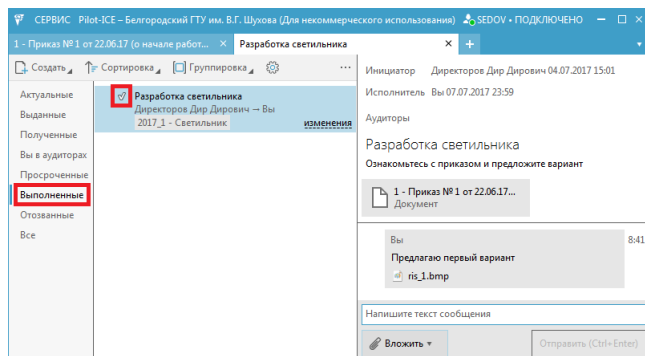 СЕРВИС Pilot-ICE – Белгородский ГТУ им. В.Г. Шухова (Для некоммерческого использования) SEDOV • ПОДКЛЮЧЕНО
1 - Приказ № 1 от 22.06.17 (о начале работ... × Разработка светильника × +
Создать Сортировка Группировка ...
Актуальные
Выданные
Полученные
Вы в аудиторах
Просроченные
Выполненные
Отозванные
Все
Разработка светильника
Директоров Дир Дирович → Вы
2017_1 - Светильник изменения
Инициатор Директоров Дир Дирович 04.07.2017 15:01
Исполнитель Вы 07.07.2017 23:59
Аудиторы
Разработка светильника
Ознакомьтесь с приказом и предложите вариант
1 - Приказ № 1 от 22.06.17...
Документ
Вы 8:41
Предлагаю первый вариант
ris_1.bmp
Напишите текст сообщения
Вложить Отправить (Ctrl+Enter)